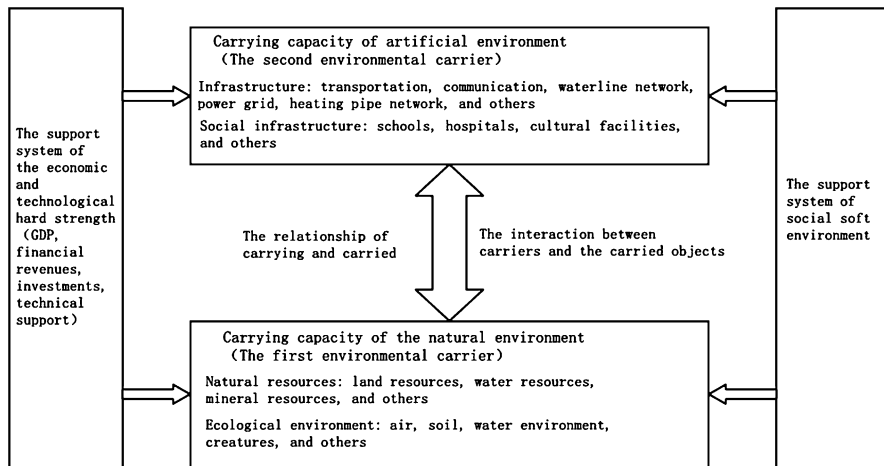 Carrying capacity of artificial environment
(The second environmental carrier)
Infrastructure: transportation, communication, waterline network,
power grid, heating pipe network, and others
Social infrastructure: schools, hospitals, cultural facilities,
and others
The support
system of
the economic
and
technological
hard strength
(GDP,
financial
revenues,
investments,
technical
support)
The relationship of
carrying and carried
The interaction between
carriers and the carried objects
The support
system of
social soft
environment
Carrying capacity of the natural environment
(The first environmental carrier)
Natural resources: land resources, water resources,
mineral resources, and others
Ecological environment: air, soil, water environment,
creatures, and others